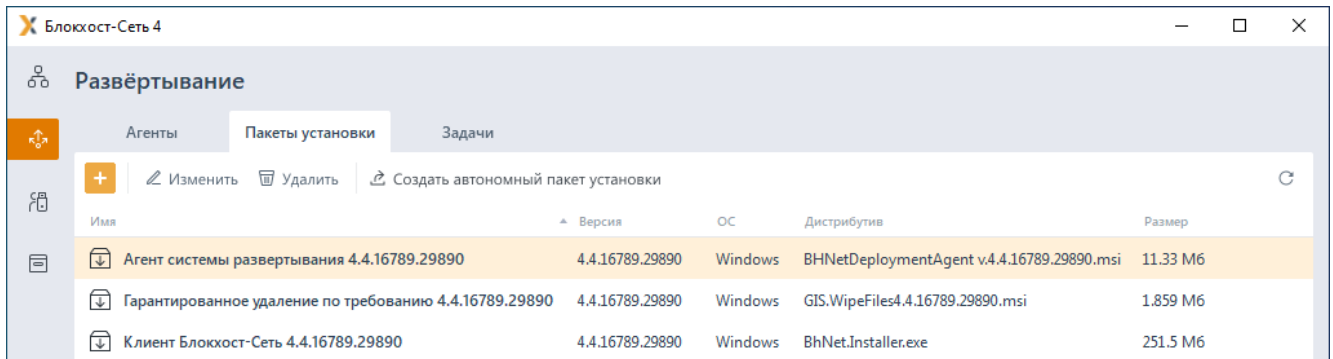 Блокхост-Сеть 4
Развёртывание
Агенты Пакеты установки Задачи
Изменить Удалить Создать автономный пакет установки
Имя Версия ОС Дистрибутив Размер
Агент системы развертывания 4.4.16789.29890 4.4.16789.29890 Windows BHNetDeploymentAgent v.4.4.16789.29890.msi 11.33 Мб
Гарантированное удаление по требованию 4.4.16789.29890 4.4.16789.29890 Windows GIS.WipeFiles4.4.16789.29890.msi 1.859 Мб
Клиент Блокхост-Сеть 4.4.16789.29890 4.4.16789.29890 Windows BhNet.Installer.exe 251.5 Мб